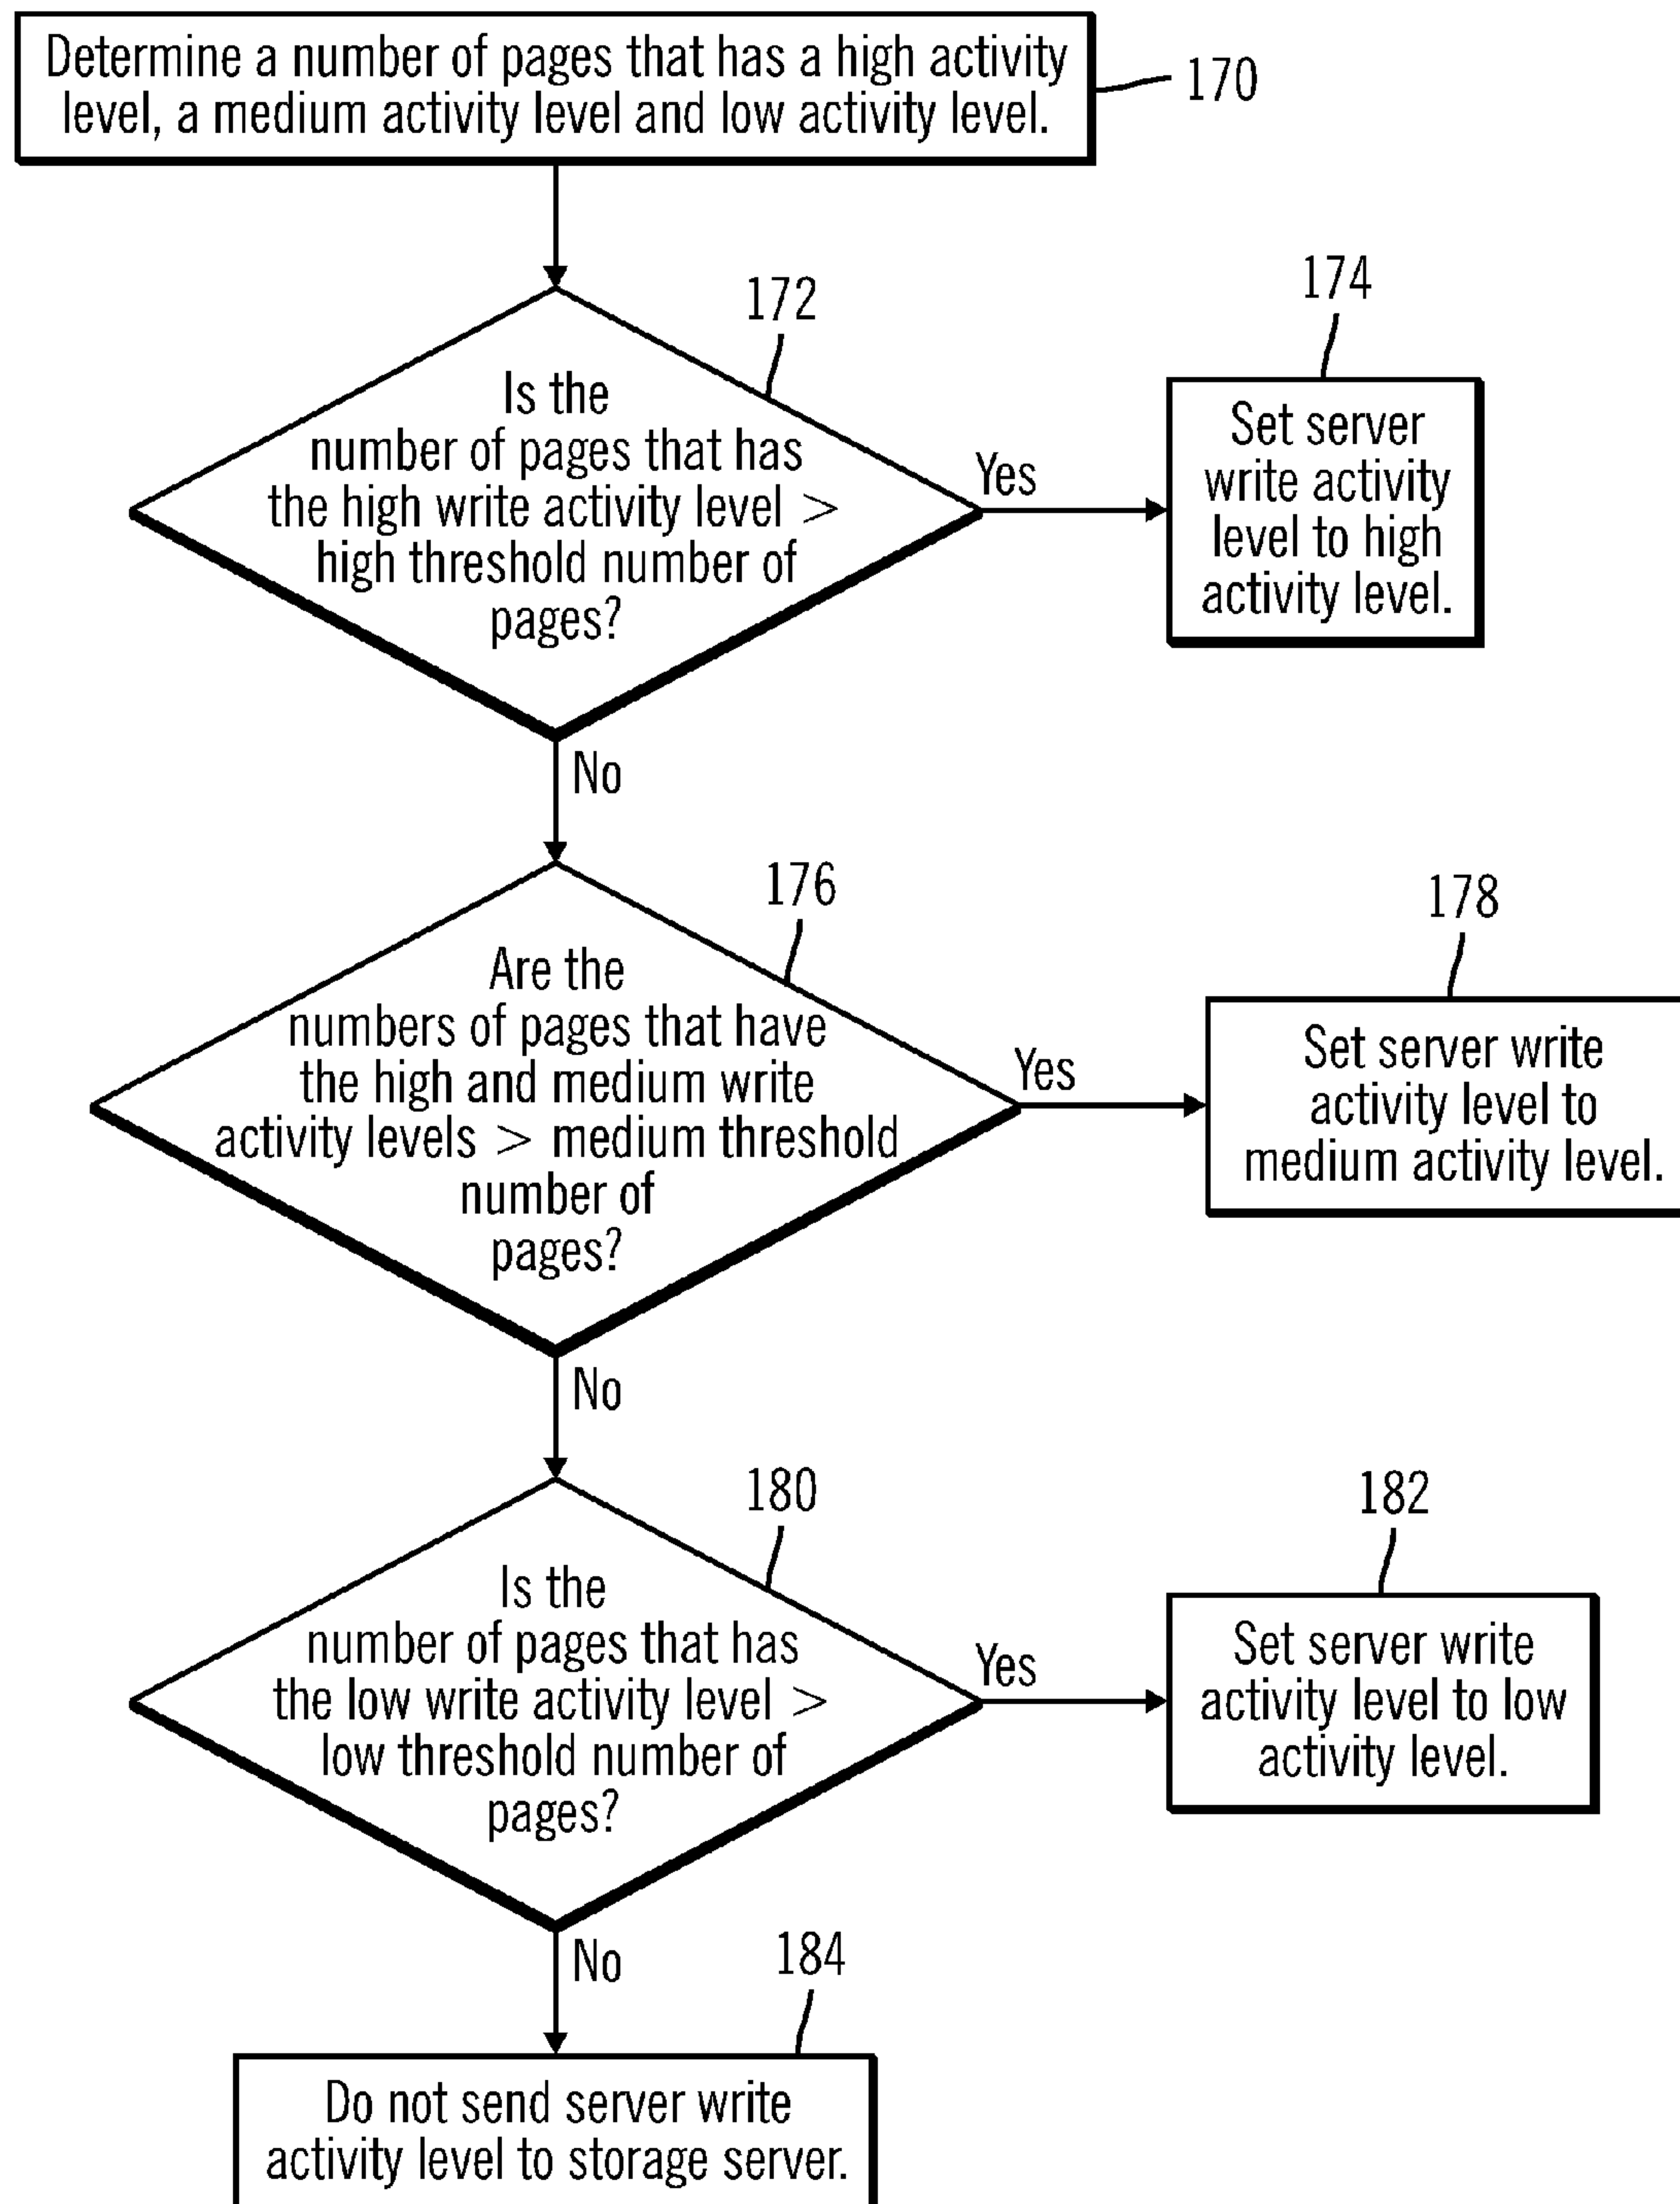 Determine a number of pages that has a high activity
level, a medium activity level and low activity level.
170
172
174
Is the
number of pages that has
the high write activity level >
high threshold number of
pages?
Yes
Set server
write activity
level to high
activity level.
No
176
178
Are the
numbers of pages that have
the high and medium write
activity levels > medium threshold
number of
pages?
Yes
Set server write
activity level to
medium activity level.
No
180
182
Is the
number of pages that has
the low write activity level >
low threshold number of
pages?
Yes
Set server write
activity level to low
activity level.
No
184
Do not send server write
activity level to storage server.